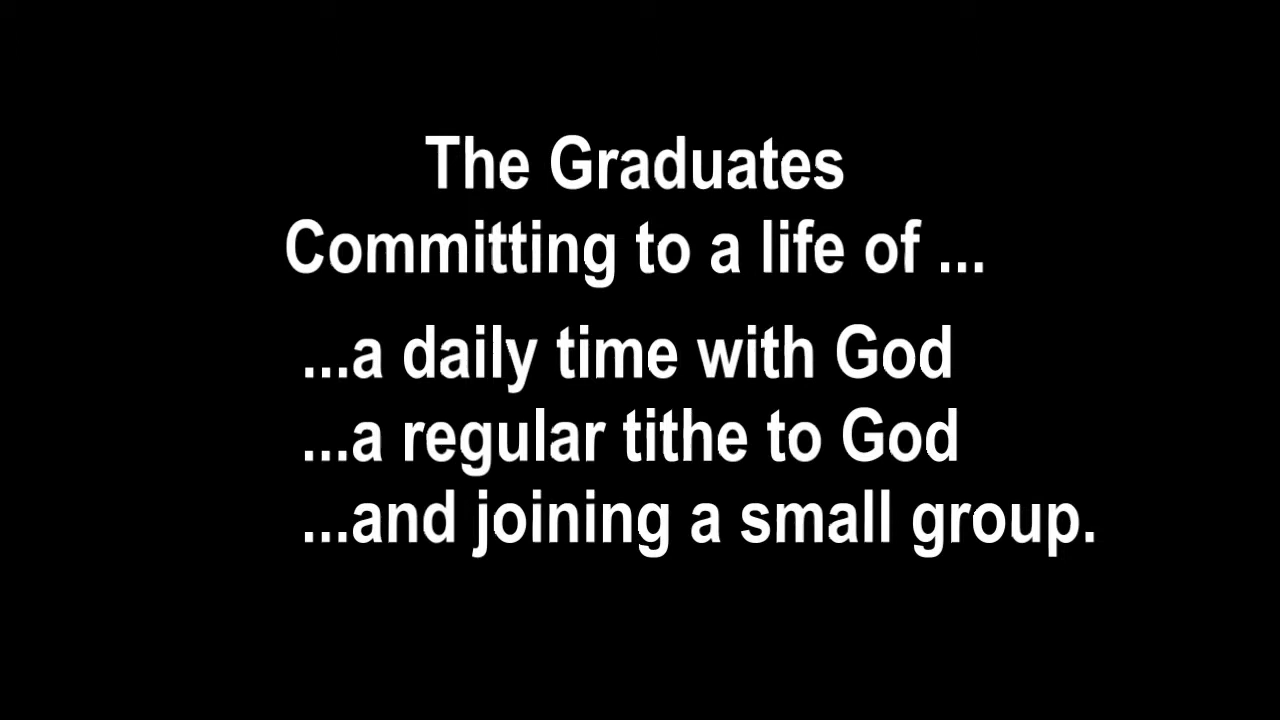 The Graduates
Committing to a life of ...
...a daily time with God
...a regular tithe to God
...and joining a small group.